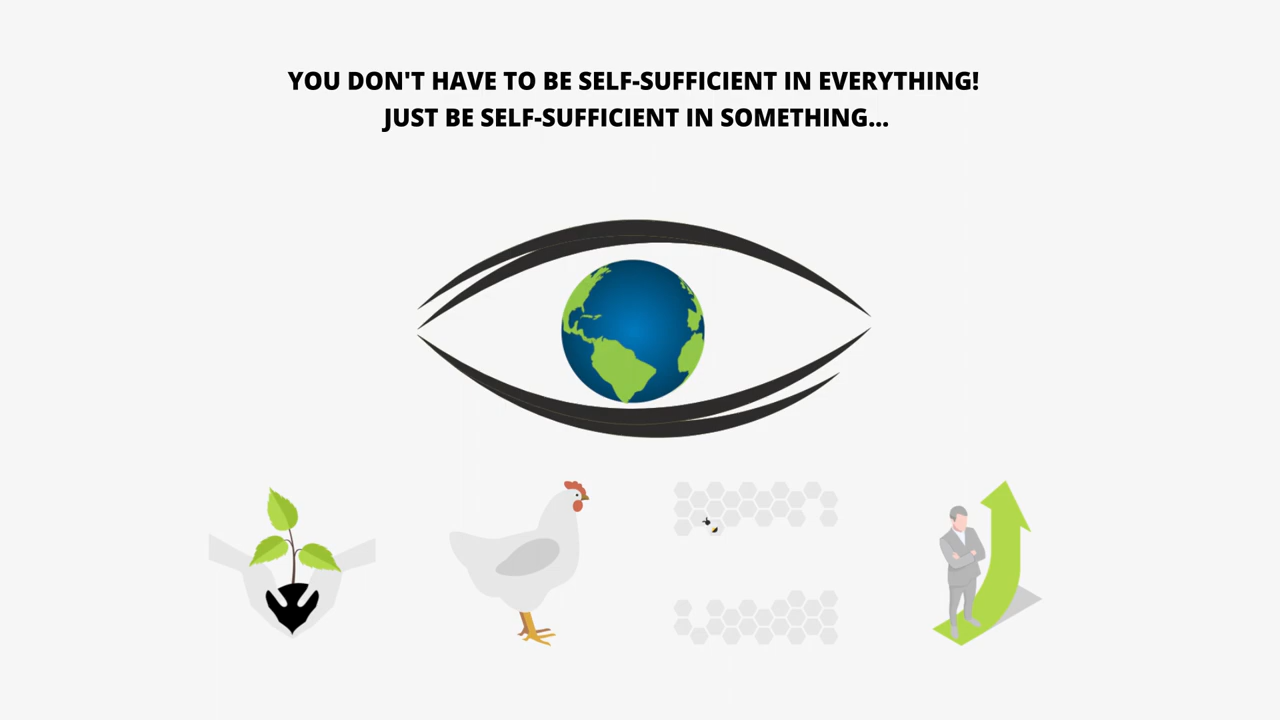 YOU DON'T HAVE TO BE SELF-SUFFICIENT IN EVERYTHING!
JUST BE SELF-SUFFICIENT IN SOMETHING...